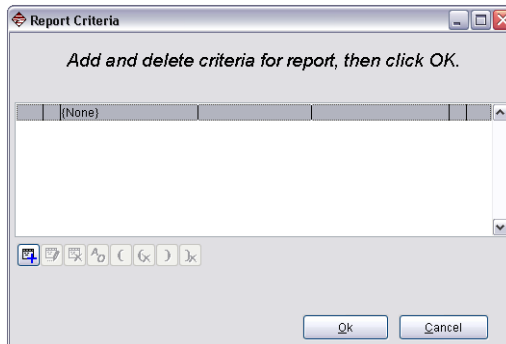 Report Criteria
Add and delete criteria for report, then click OK.
{None}
A O ( (x ) )x
Ok Cancel